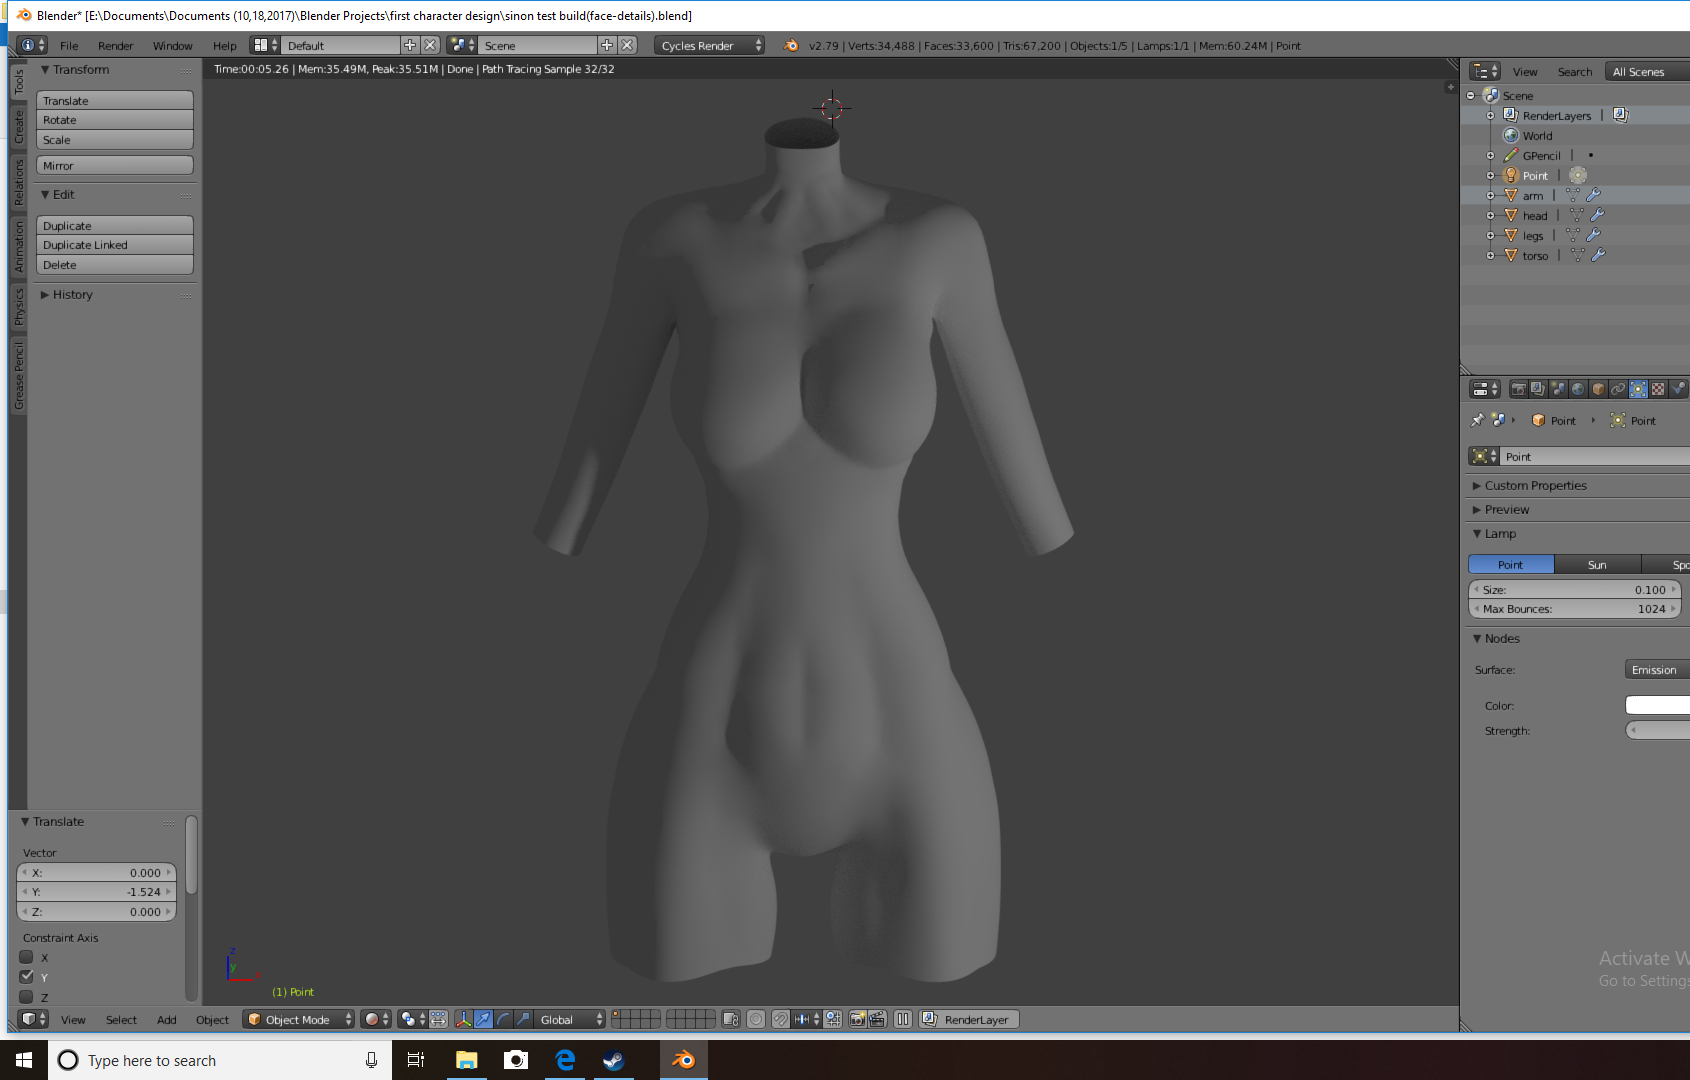 Blender* [E:\Documents\Documents (10,18,2017)\Blender Projects\first character design\sinon test build(face-details).blend]
File Render Window Help Default Scene Cycles Render v2.79 | Verts:34,488 | Faces:33,600 | Tris:67,200 | Objects:1/5 | Lamps:1/1 | Mem:60.24M | Point
Time:00:05.26 | Mem:35.49M, Peak:35.51M | Done | Path Tracing Sample 32/32
Tools
Create
Relations
Animation
Physics
Grease Pencil
Transform
Translate
Rotate
Scale
Mirror
Edit
Duplicate
Duplicate Linked
Delete
History
Translate
Vector
X: 0.000
Y: -1.524
Z: 0.000
Constraint Axis
X
Y
Z
z
y
(1) Point
View Select Add Object Object Mode Global RenderLayer
View Search All Scenes
Scene
RenderLayers |
World
GPencil |
Point |
arm |
head |
legs |
torso |
Point Point
Point
Custom Properties
Preview
Lamp
Point Sun Spo
Size: 0.100
Max Bounces: 1024
Nodes
Surface: Emission
Color:
Strength:
Activate W
Go to Settings
Type here to search